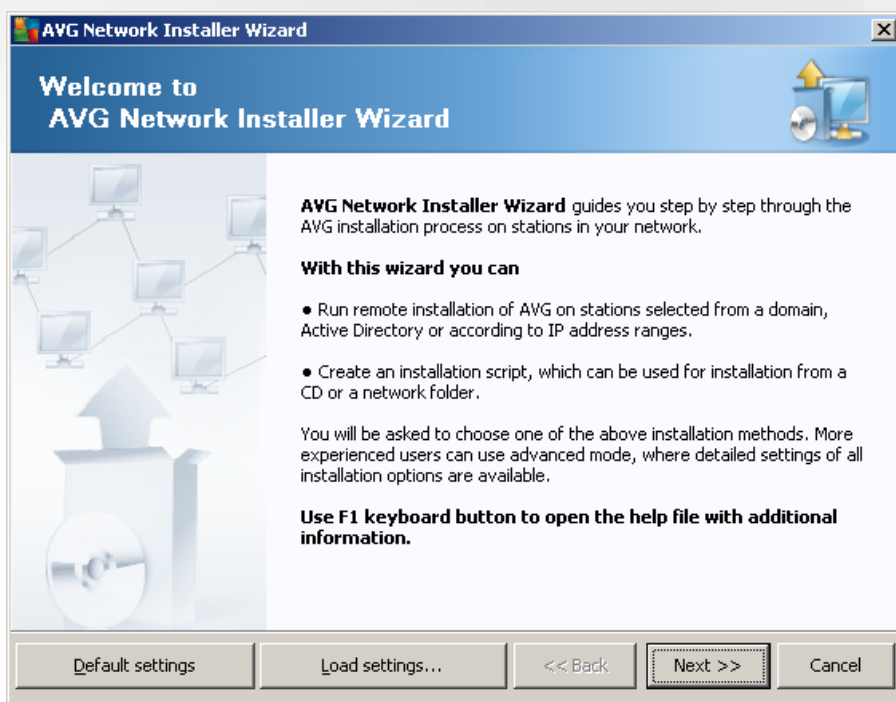 AVG Network Installer Wizard
Welcome to
AVG Network Installer Wizard
AVG Network Installer Wizard guides you step by step through the
AVG installation process on stations in your network.
With this wizard you can
● Run remote installation of AVG on stations selected from a domain,
Active Directory or according to IP address ranges.
● Create an installation script, which can be used for installation from a
CD or a network folder.
You will be asked to choose one of the above installation methods. More
experienced users can use advanced mode, where detailed settings of all
installation options are available.
Use F1 keyboard button to open the help file with additional
information.
Default settings
Load settings...
<< Back
Next >>
Cancel